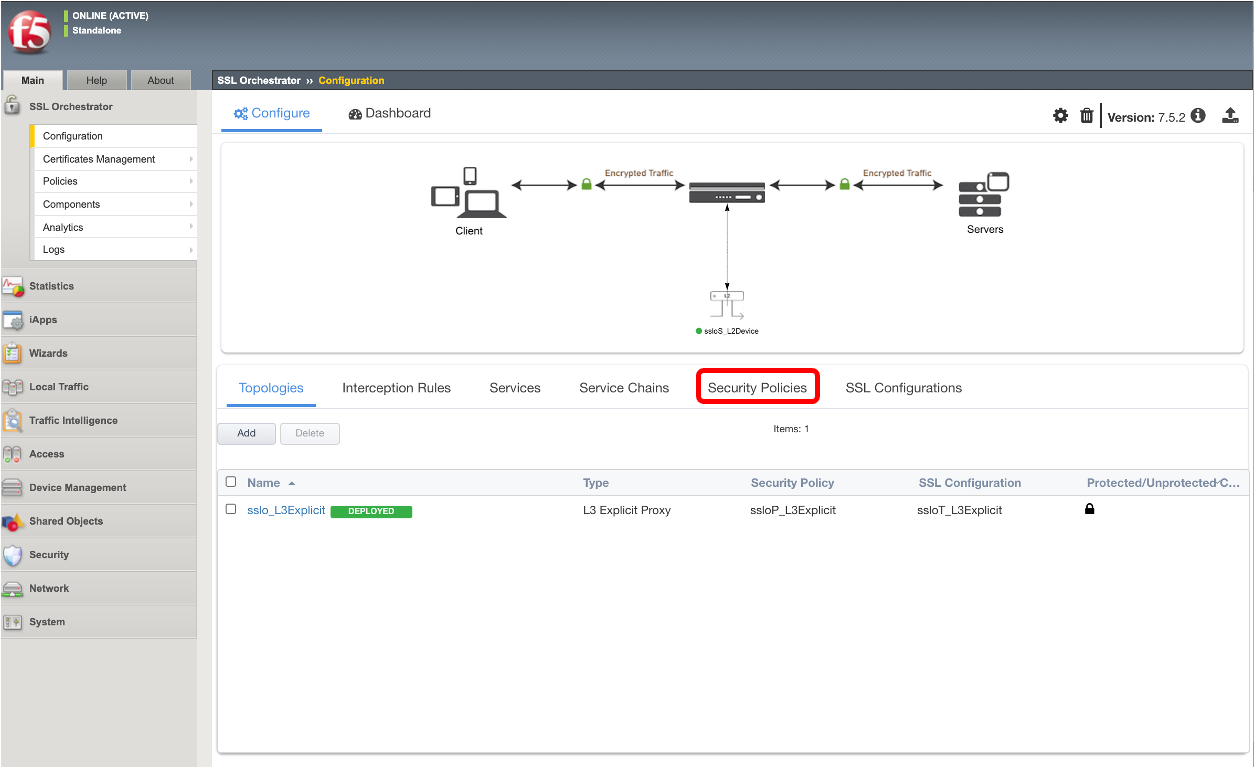 f5
ONLINE (ACTIVE)
Standalone
Main
Help
About
SSL Orchestrator ›› Configuration
SSL Orchestrator
Configuration
Certificates Management
Policies
Components
Analytics
Logs
Statistics
iApps
Wizards
Local Traffic
Traffic Intelligence
Access
Device Management
Shared Objects
Security
Network
System
Configure
Dashboard
Version: 7.5.2
Encrypted Traffic
Encrypted Traffic
Client
Servers
L2
ssloS_L2Device
Topologies
Interception Rules
Services
Service Chains
Security Policies
SSL Configurations
Add
Delete
Items: 1
Name
Type
Security Policy
SSL Configuration
Protected/Unprotected C...
sslo_L3Explicit DEPLOYED
L3 Explicit Proxy
ssloP_L3Explicit
ssloT_L3Explicit